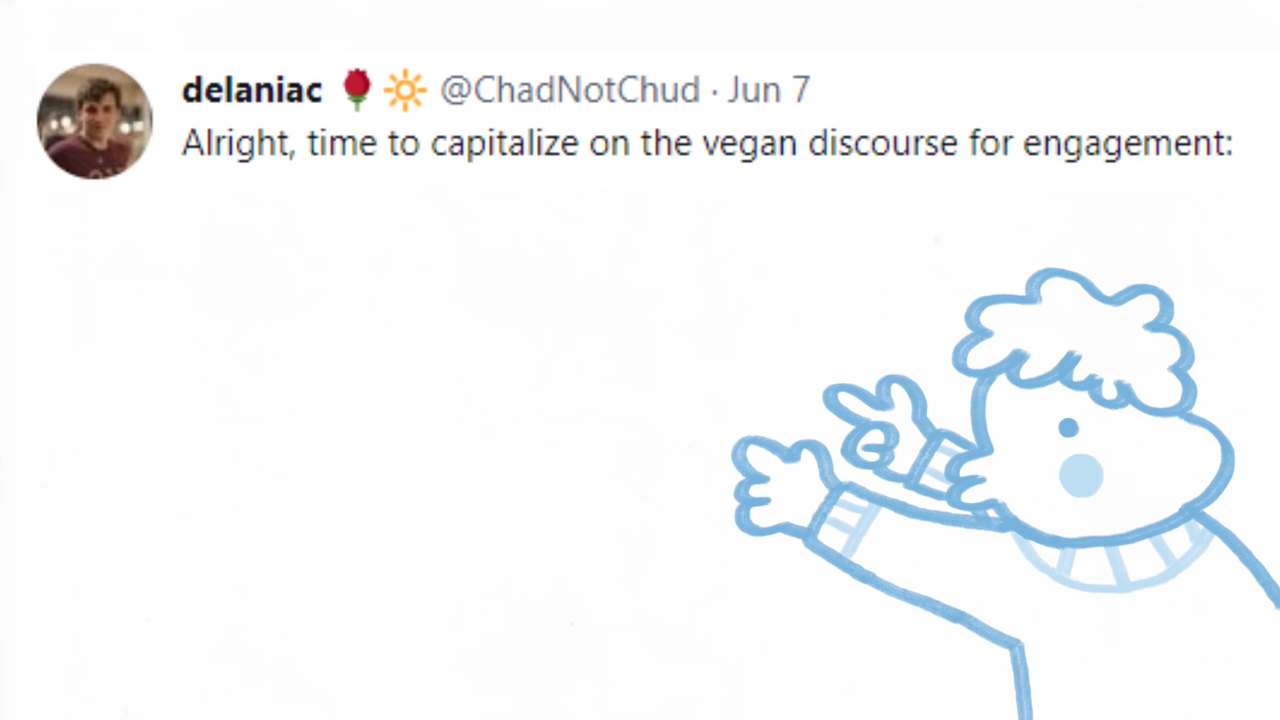 delaniac 🌹🔆 @ChadNotChud · Jun 7
Alright, time to capitalize on the vegan discourse for engagement: